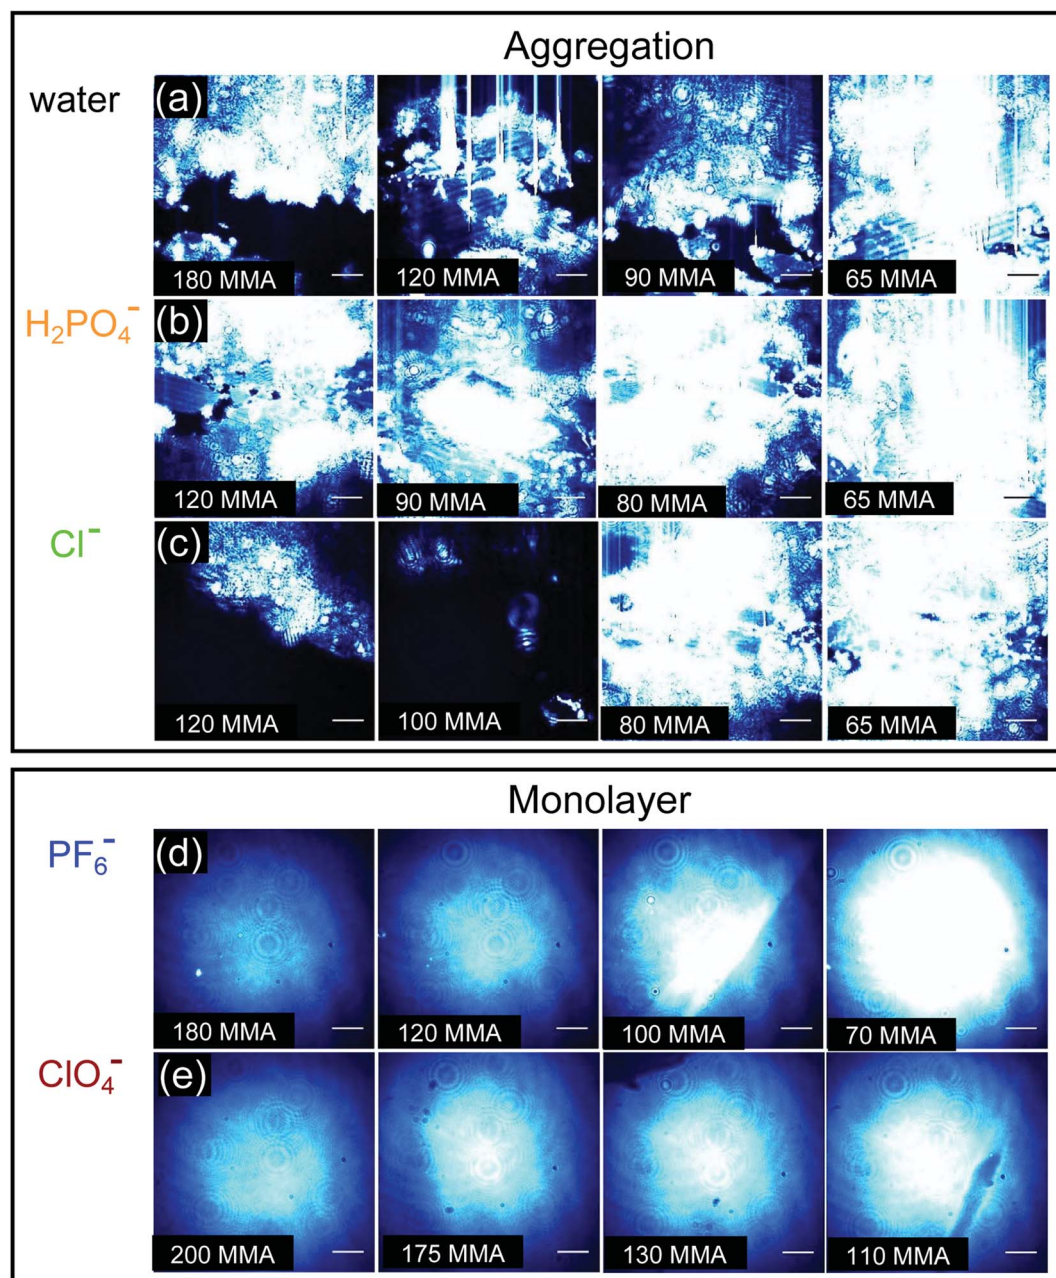 Aggregation
water
(a)
180 MMA
120 MMA
90 MMA
65 MMA
H₂PO₄⁻
(b)
120 MMA
90 MMA
80 MMA
65 MMA
Cl⁻
(c)
120 MMA
100 MMA
80 MMA
65 MMA
Monolayer
PF₆⁻
(d)
180 MMA
120 MMA
100 MMA
70 MMA
ClO₄⁻
(e)
200 MMA
175 MMA
130 MMA
110 MMA